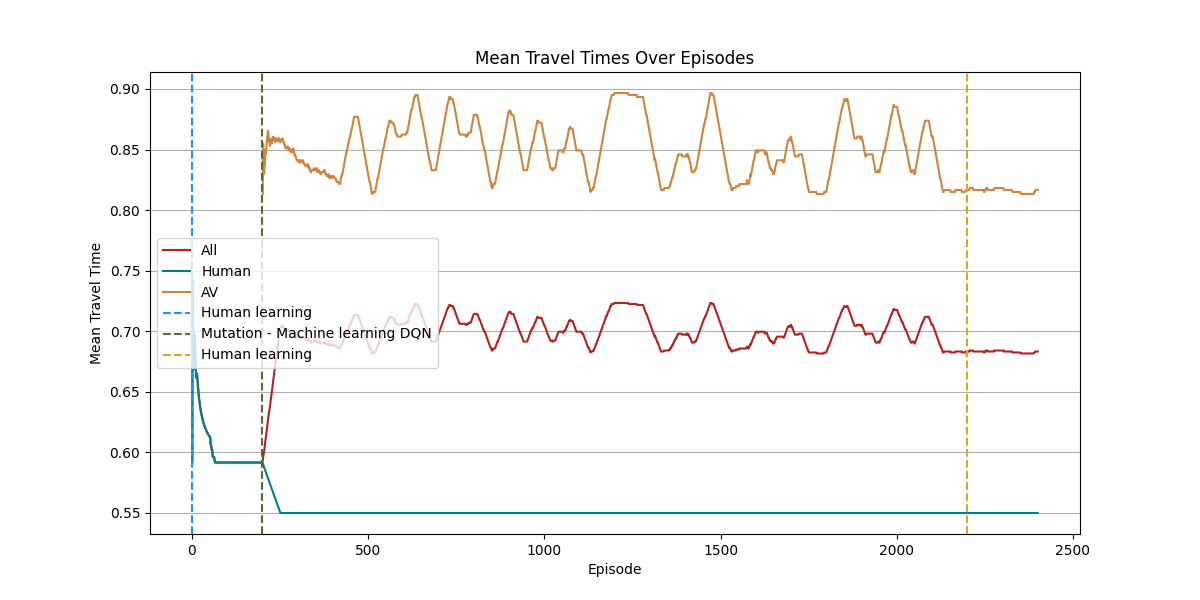 Mean Travel Times Over Episodes
0.90
0.85
0.80
0.75
0.70
0.65
0.60
0.55
Mean Travel Time
All
Human
AV
Human learning
Mutation - Machine learning DQN
Human learning
0
500
1000
1500
2000
2500
Episode